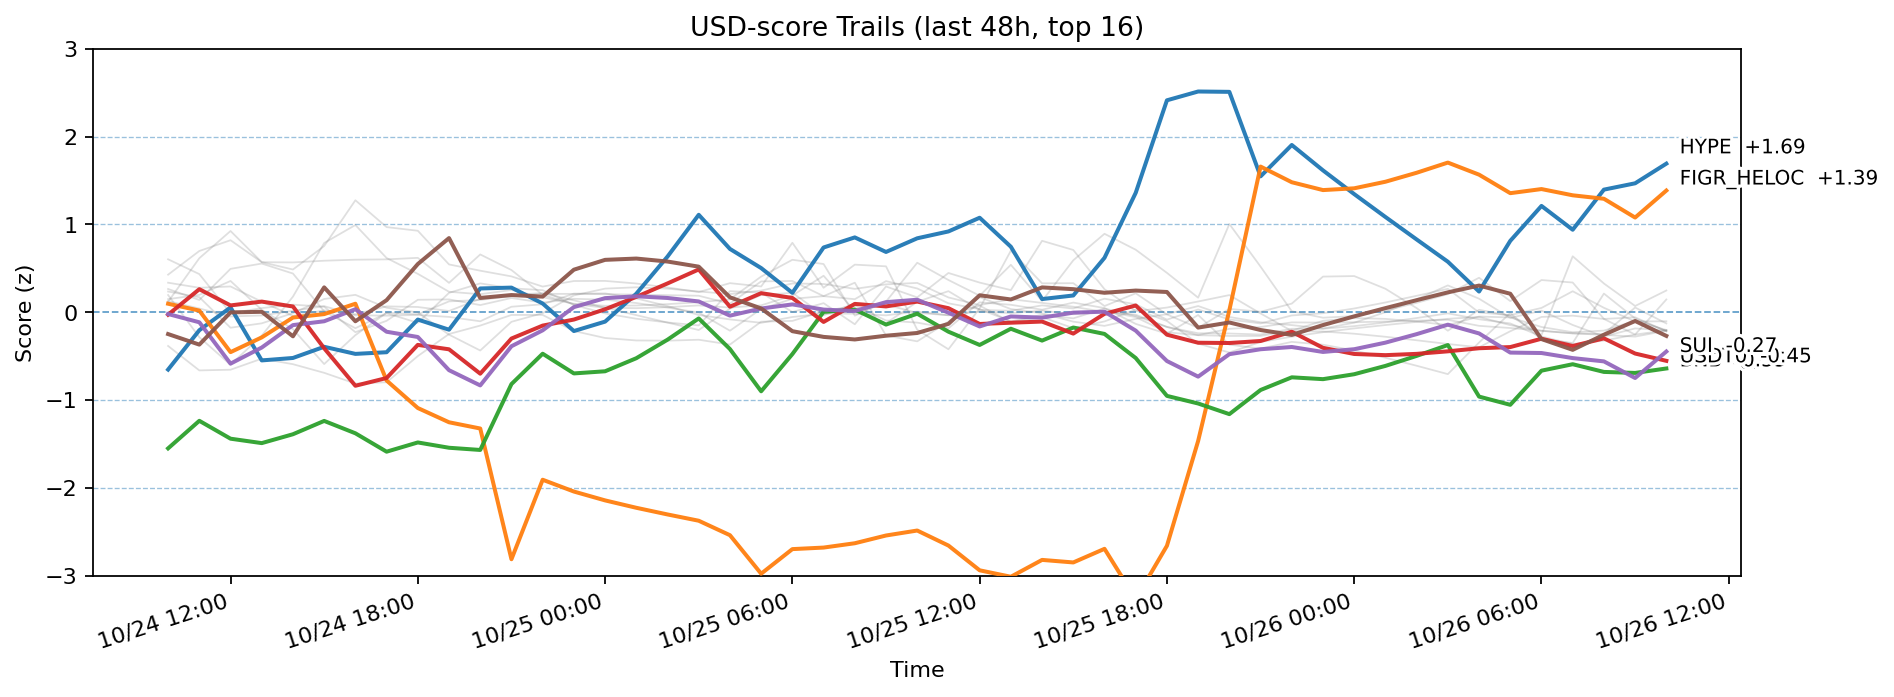 USD-score Trails (last 48h, top 16)
Score (z)
3
2
1
0
−1
−2
−3
HYPE +1.69
FIGR_HELOC +1.39
SUI -0.27
-0.45
10/24 12:00
10/24 18:00
10/25 00:00
10/25 06:00
10/25 12:00
10/25 18:00
10/26 00:00
10/26 06:00
10/26 12:00
Time